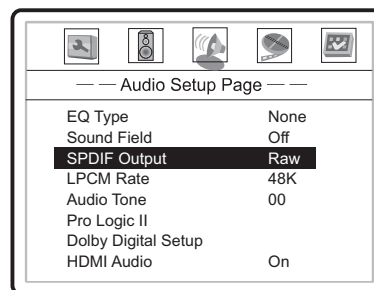 — — Audio Setup Page — —
EQ Type None
Sound Field Off
SPDIF Output Raw
LPCM Rate 48K
Audio Tone 00
Pro Logic II
Dolby Digital Setup
HDMI Audio On